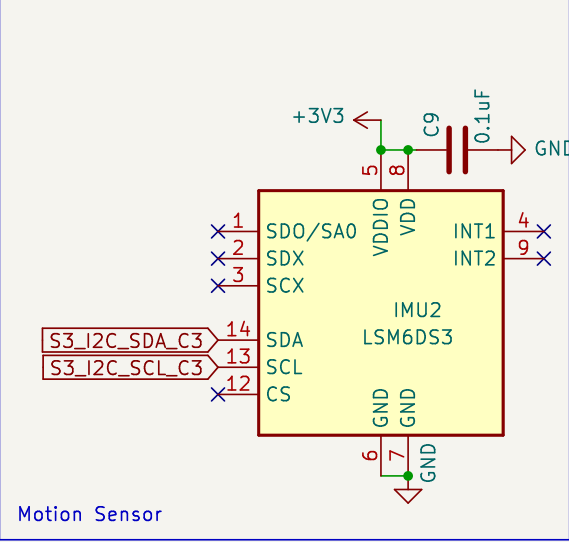 +3V3
C9
0.1uF
GND
5
8
VDDIO
VDD
1
SDO/SA0
2
SDX
3
SCX
4
INT1
9
INT2
IMU2
LSM6DS3
S3_I2C_SDA_C3
14
SDA
S3_I2C_SCL_C3
13
SCL
12
CS
GND
GND
6
7
GND
Motion Sensor